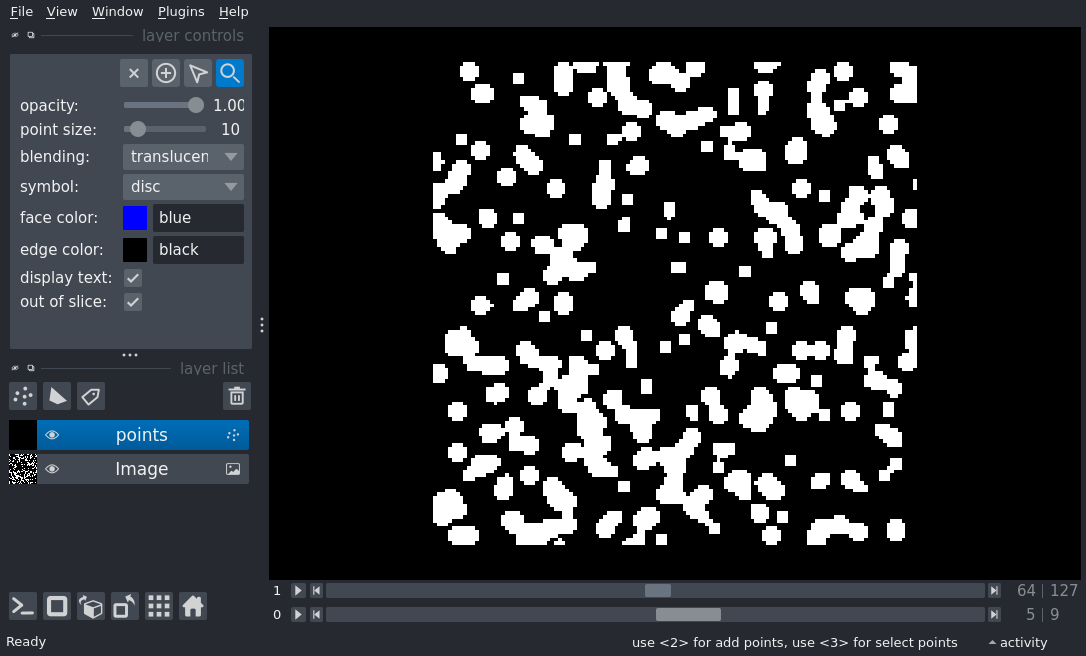 File View Window Plugins Help
layer controls
opacity: 1.00
point size: 10
blending: translucen
symbol: disc
face color: blue
edge color: black
display text:
out of slice:
layer list
points
Image
1 64 | 127
0 5 | 9
Ready use <2> for add points, use <3> for select points activity